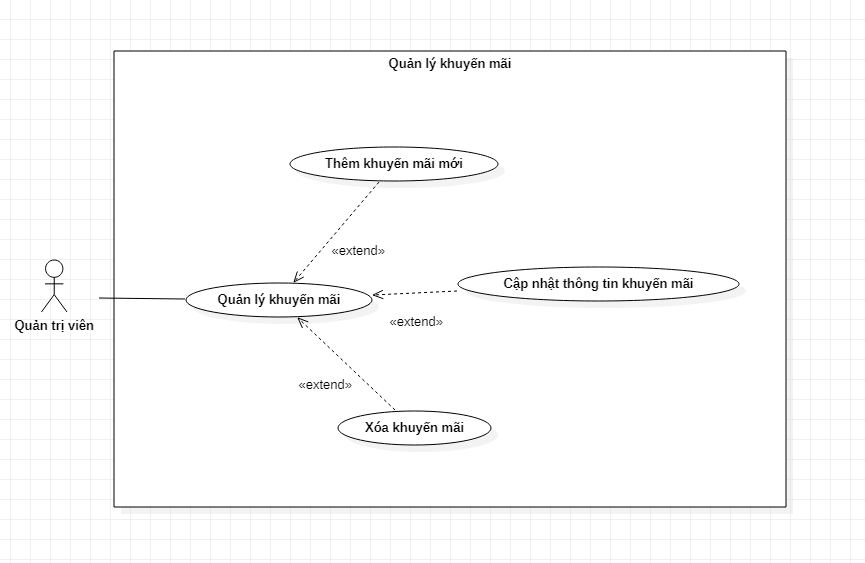 Quản lý khuyến mãi
Thêm khuyến mãi mới
«extend»
Quản lý khuyến mãi
Cập nhật thông tin khuyến mãi
«extend»
Quản trị viên
«extend»
Xóa khuyến mãi